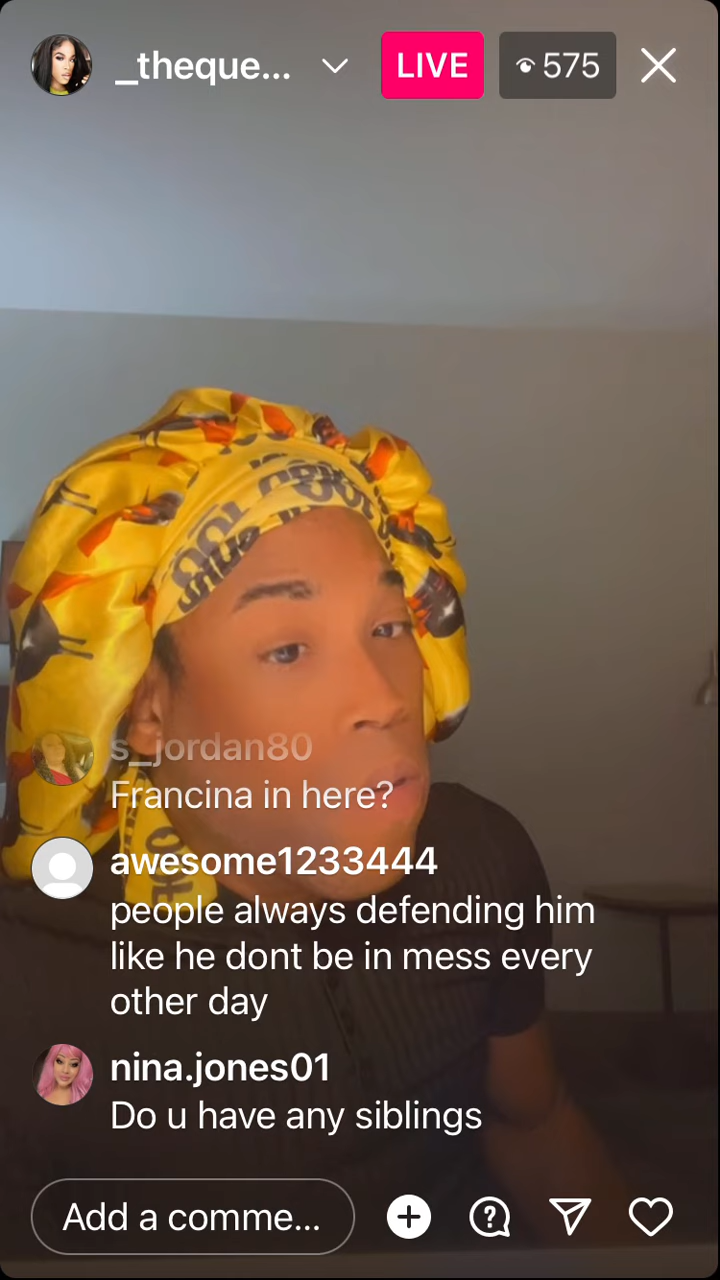 _theque...
LIVE
575
s_jordan80
Francina in here?
awesome1233444
people always defending him
like he dont be in mess every
other day
nina.jones01
Do u have any siblings
Add a comme...